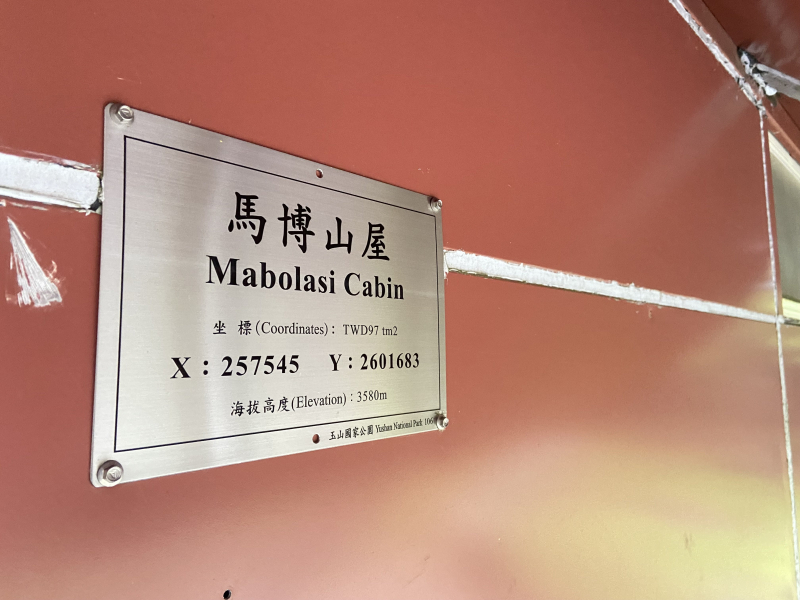 馬博山屋
Mabolasi Cabin
坐 標(Coordinates): TWD97 tm2
X:257545 Y:2601683
海拔高度(Elevation):3580m
玉山國家公園 Yushan National Park